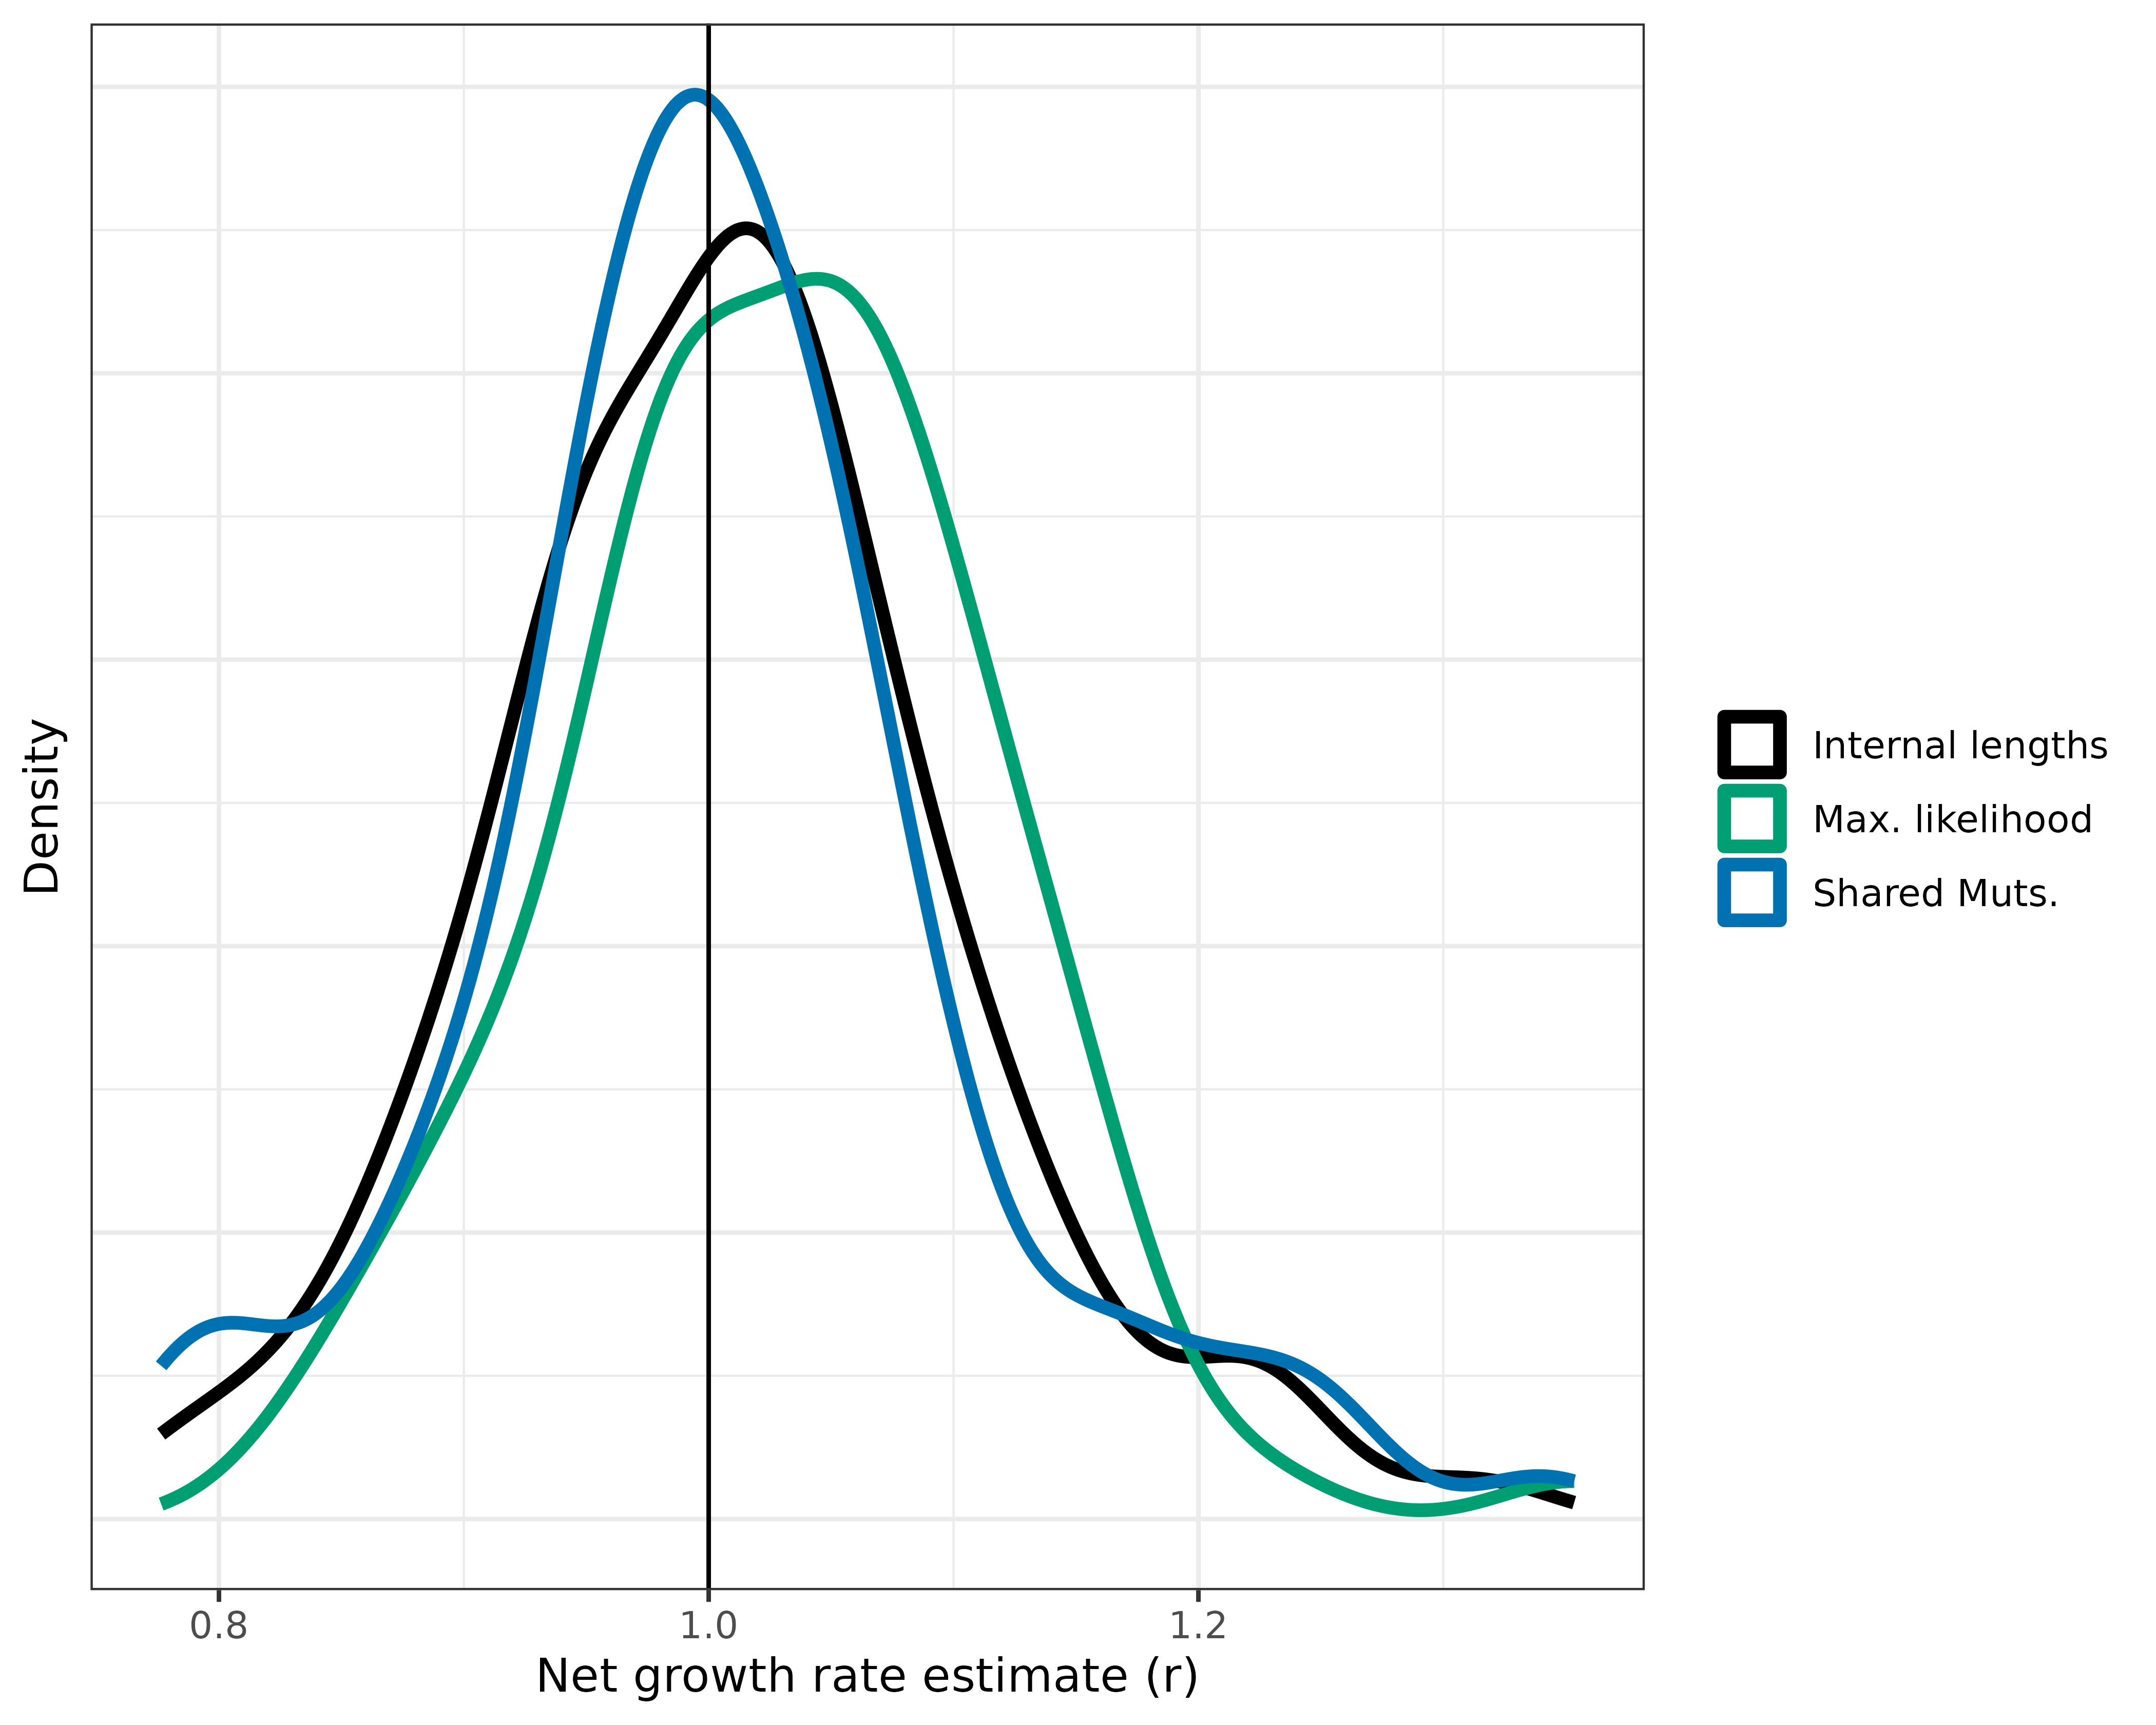 Density
Internal lengths
Max. likelihood
Shared Muts.
0.8 1.0 1.2
Net growth rate estimate (r)